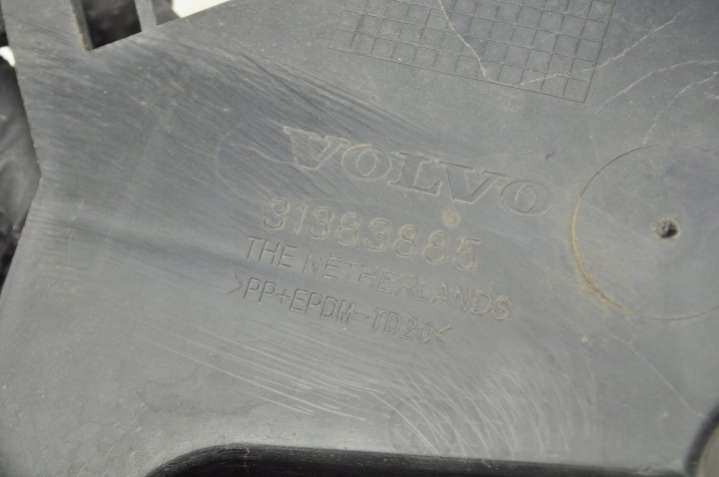 VOLVO
31383885
THE NETHERLANDS
>PP+EPDM-TD20<